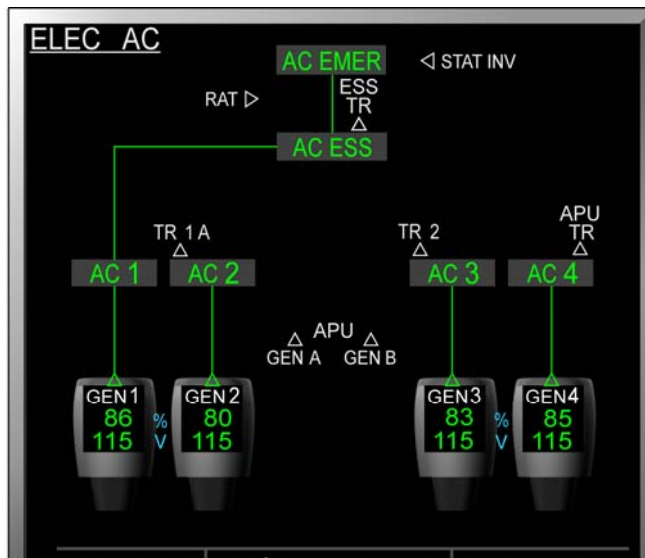 ELEC AC
AC EMER
STAT INV
RAT
ESS
TR
AC ESS
TR 1 A
TR 2
APU
TR
AC 1
AC 2
AC 3
AC 4
APU
GEN A
GEN B
GEN1
86
115
%
V
GEN2
80
115
GEN3
83
115
%
V
GEN4
85
115